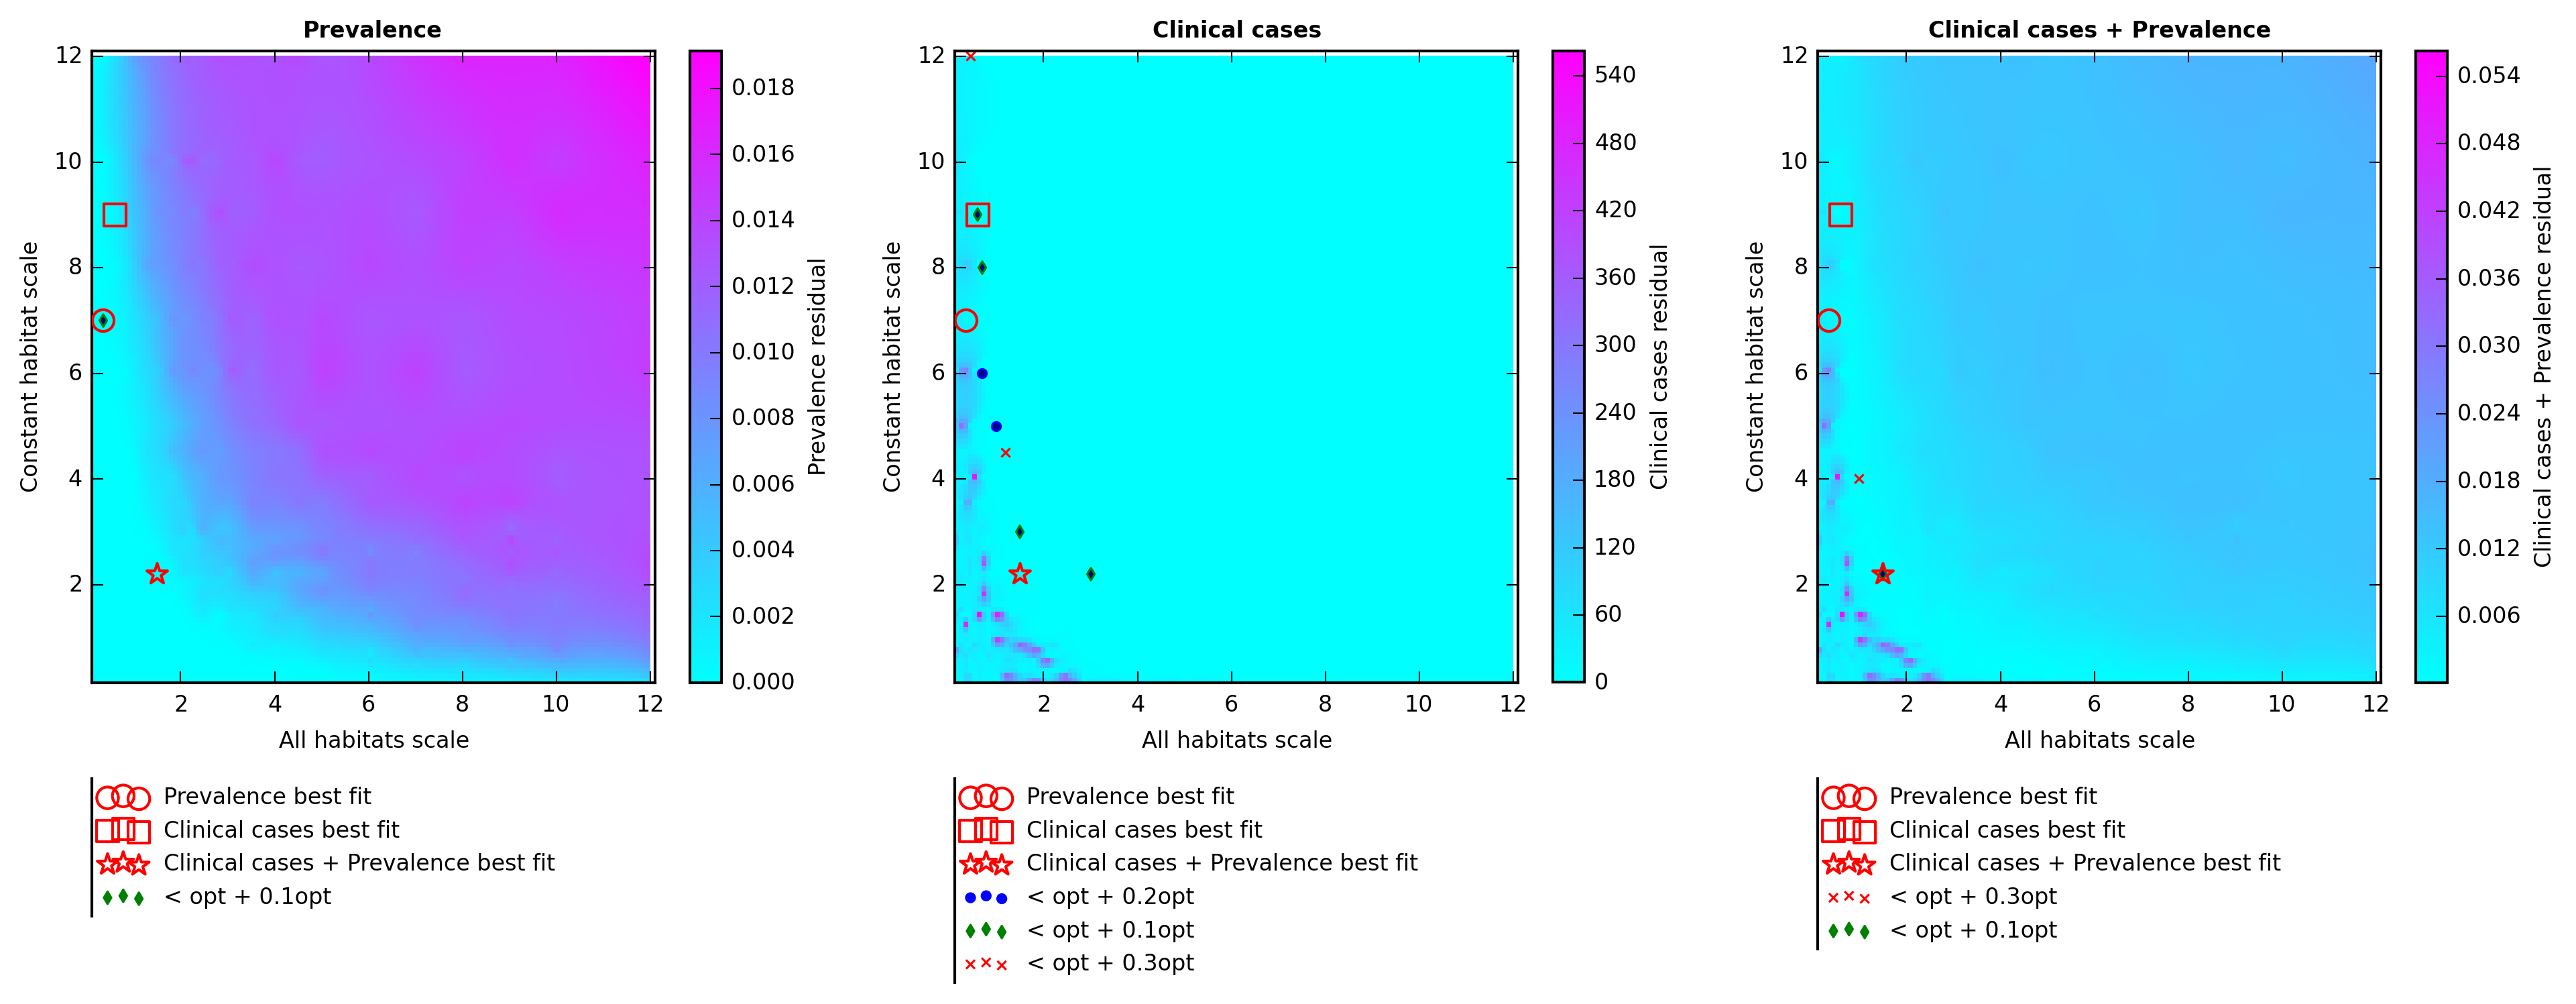 Prevalence
12
10
8
6
4
2
Constant habitat scale
2 4 6 8 10 12
All habitats scale
0.018
0.016
0.014
0.012
0.010
0.008
0.006
0.004
0.002
0.000
Prevalence residual
Prevalence best fit
Clinical cases best fit
Clinical cases + Prevalence best fit
< opt + 0.1opt
Clinical cases
12
10
8
6
4
2
Constant habitat scale
2 4 6 8 10 12
All habitats scale
540
480
420
360
300
240
180
120
60
0
Clinical cases residual
Prevalence best fit
Clinical cases best fit
Clinical cases + Prevalence best fit
< opt + 0.2opt
< opt + 0.1opt
< opt + 0.3opt
Clinical cases + Prevalence
12
10
8
6
4
2
Constant habitat scale
2 4 6 8 10 12
All habitats scale
0.054
0.048
0.042
0.036
0.030
0.024
0.018
0.012
0.006
Clinical cases + Prevalence residual
Prevalence best fit
Clinical cases best fit
Clinical cases + Prevalence best fit
< opt + 0.3opt
< opt + 0.1opt